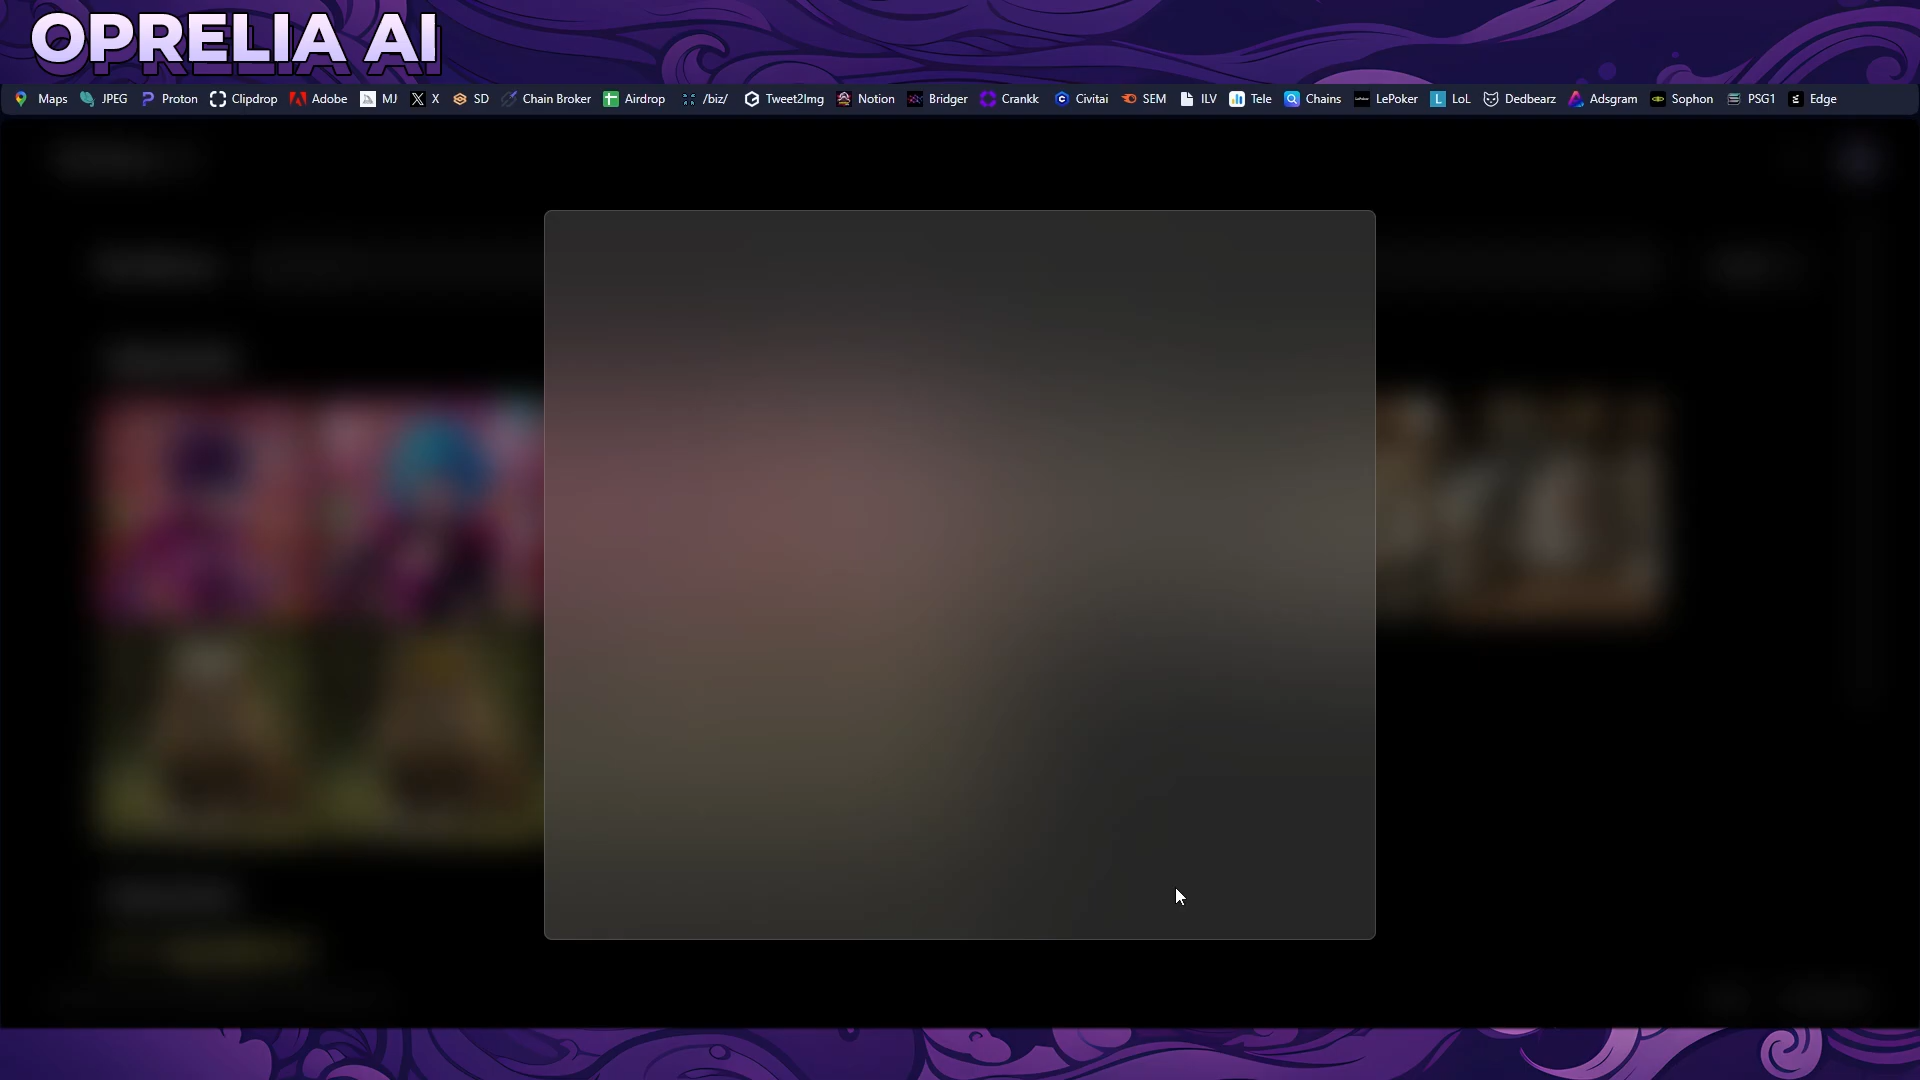 OPRELIA AI
Maps JPEG Proton Clipdrop Adobe MJ X SD Chain Broker Airdrop /biz/ Tweet2Img Notion Bridger Crankk Civitai SEM ILV Tele Chains LePoker LoL Dedbearz Adsgram Sophon PSG1 Edge